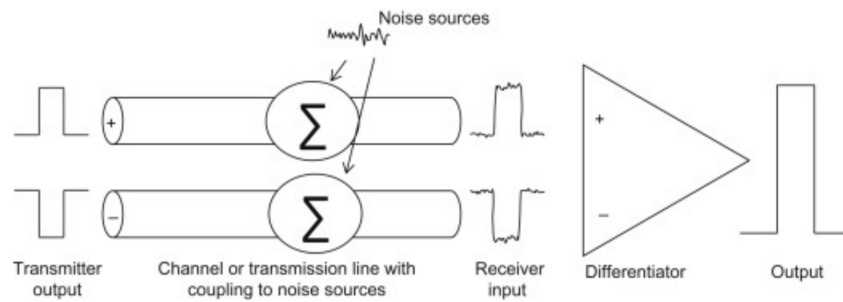 Noise sources
+
Σ
+
–
Σ
–
Transmitter
output
Channel or transmission line with
coupling to noise sources
Receiver
input
Differentiator
Output